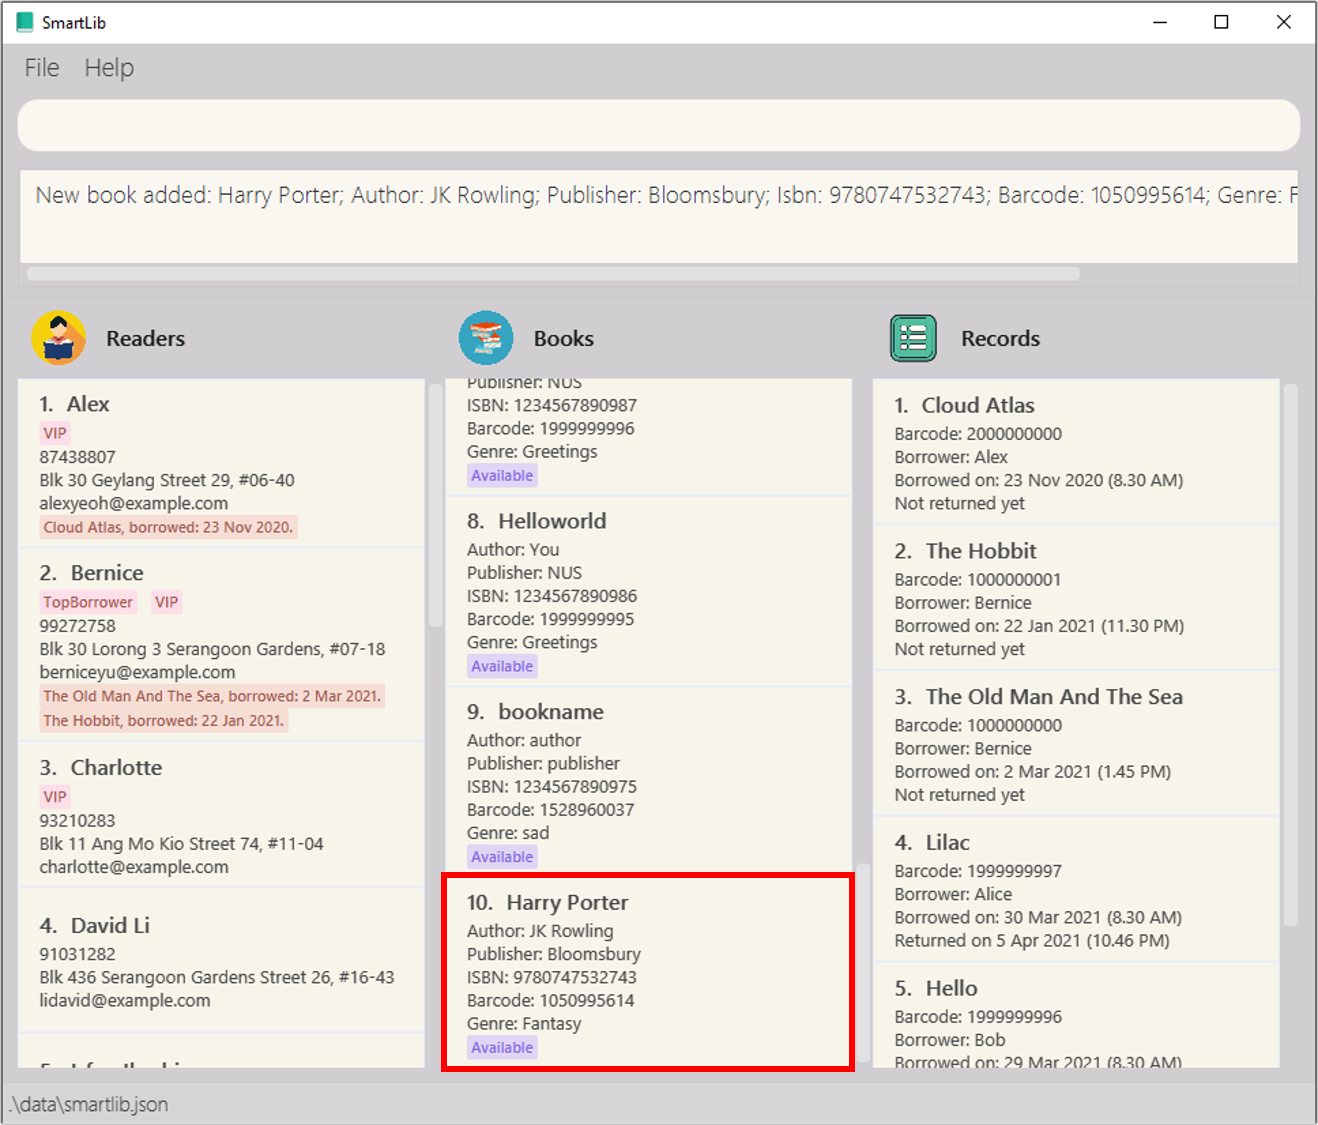 SmartLib
File Help
New book added: Harry Porter; Author: JK Rowling; Publisher: Bloomsbury; Isbn: 9780747532743; Barcode: 1050995614; Genre: F
Readers
1. Alex
VIP
87438807
Blk 30 Geylang Street 29, #06-40
alexyeoh@example.com
Cloud Atlas, borrowed: 23 Nov 2020.
2. Bernice
TopBorrower VIP
99272758
Blk 30 Lorong 3 Serangoon Gardens, #07-18
berniceyu@example.com
The Old Man And The Sea, borrowed: 2 Mar 2021.
The Hobbit, borrowed: 22 Jan 2021.
3. Charlotte
VIP
93210283
Blk 11 Ang Mo Kio Street 74, #11-04
charlotte@example.com
4. David Li
91031282
Blk 436 Serangoon Gardens Street 26, #16-43
lidavid@example.com
Books
Publisher: NUS
ISBN: 1234567890987
Barcode: 1999999996
Genre: Greetings
Available
8. Helloworld
Author: You
Publisher: NUS
ISBN: 1234567890986
Barcode: 1999999995
Genre: Greetings
Available
9. bookname
Author: author
Publisher: publisher
ISBN: 1234567890975
Barcode: 1528960037
Genre: sad
Available
10. Harry Porter
Author: JK Rowling
Publisher: Bloomsbury
ISBN: 9780747532743
Barcode: 1050995614
Genre: Fantasy
Available
Records
1. Cloud Atlas
Barcode: 2000000000
Borrower: Alex
Borrowed on: 23 Nov 2020 (8.30 AM)
Not returned yet
2. The Hobbit
Barcode: 1000000001
Borrower: Bernice
Borrowed on: 22 Jan 2021 (11.30 PM)
Not returned yet
3. The Old Man And The Sea
Barcode: 1000000000
Borrower: Bernice
Borrowed on: 2 Mar 2021 (1.45 PM)
Not returned yet
4. Lilac
Barcode: 1999999997
Borrower: Alice
Borrowed on: 30 Mar 2021 (8.30 AM)
Returned on 5 Apr 2021 (10.46 PM)
5. Hello
Barcode: 1999999996
Borrower: Bob
Borrowed on: 29 Mar 2021 (8.30 AM)
.\data\smartlib.json